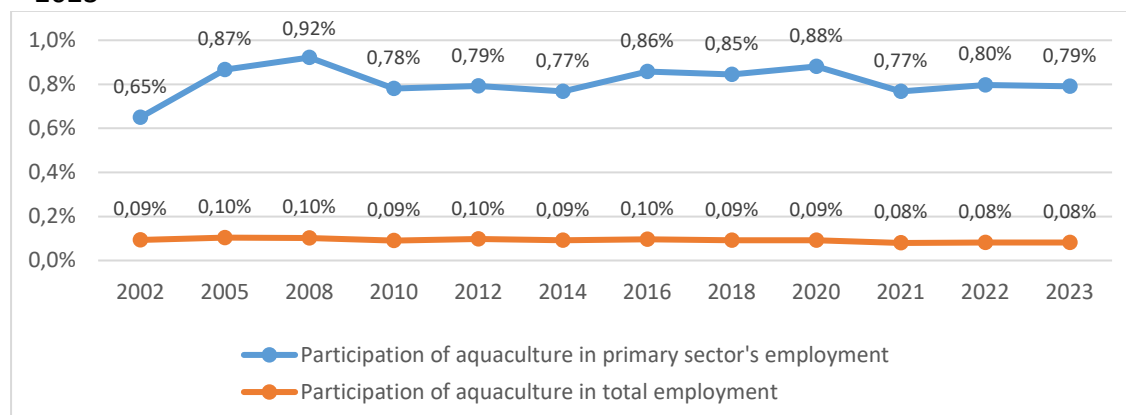 2023
1,0%
0,8%
0,6%
0,4%
0,2%
0,0%
0,65% 0,87% 0,92% 0,78% 0,79% 0,77% 0,86% 0,85% 0,88% 0,77% 0,80% 0,79%
0,09% 0,10% 0,10% 0,09% 0,10% 0,09% 0,10% 0,09% 0,09% 0,08% 0,08% 0,08%
2002 2005 2008 2010 2012 2014 2016 2018 2020 2021 2022 2023
Participation of aquaculture in primary sector's employment
Participation of aquaculture in total employment